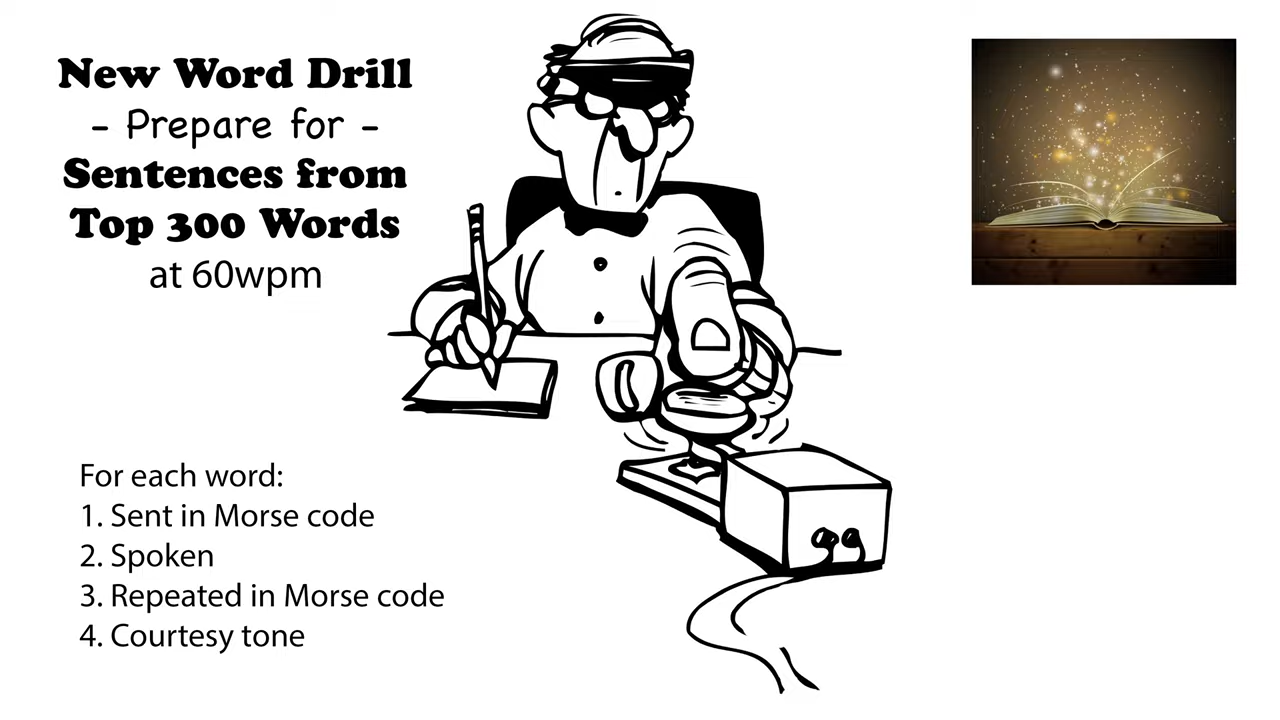 New Word Drill
- Prepare for -
Sentences from
Top 300 Words
at 60wpm
For each word:
1. Sent in Morse code
2. Spoken
3. Repeated in Morse code
4. Courtesy tone